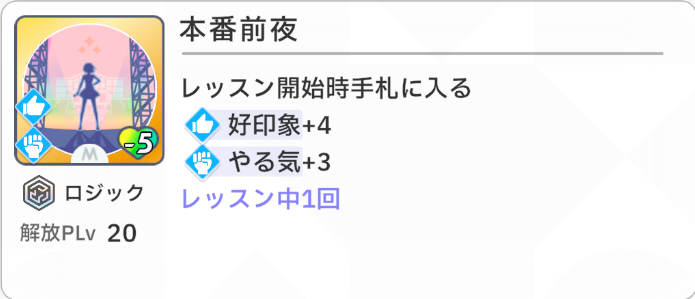 本番前夜
レッスン開始時手札に入る
好印象+4
やる気+3
レッスン中1回
-5
M
ロジック
解放PLv 20